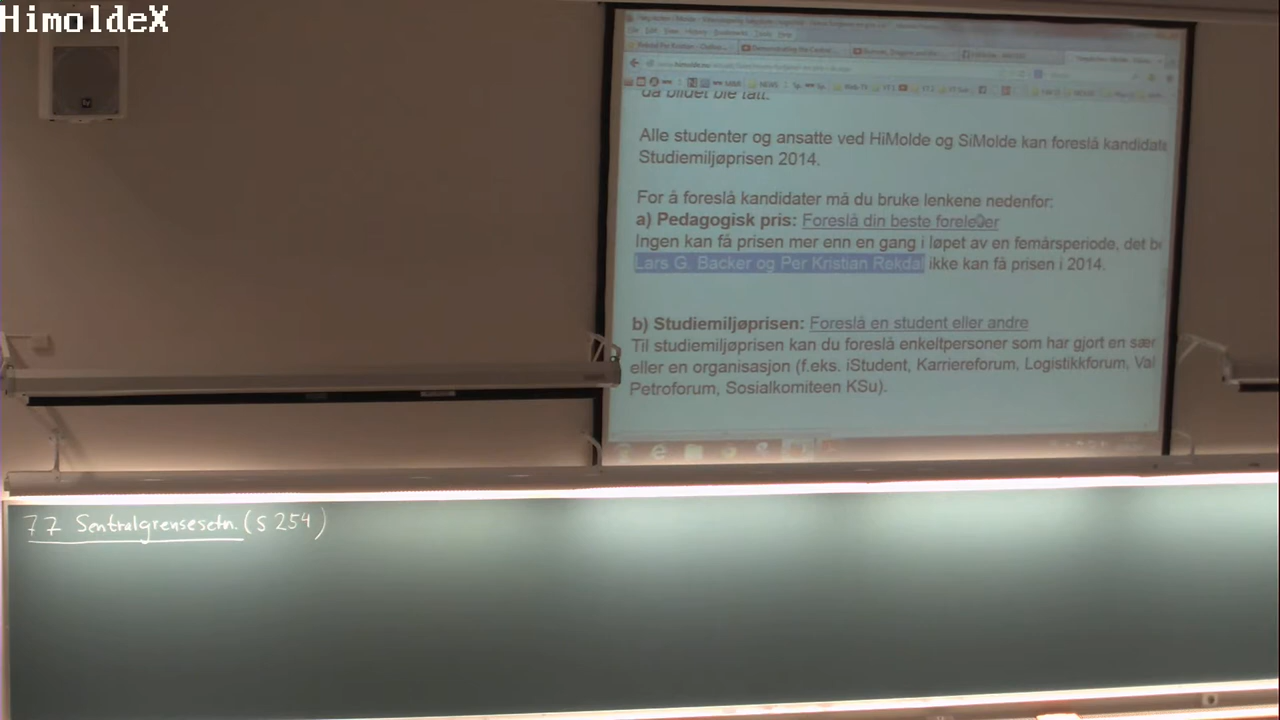 HimoldeX
da bildet ble tatt.
Alle studenter og ansatte ved HiMolde og SiMolde kan foreslå kandidate
Studiemiljøprisen 2014.
For å foreslå kandidater må du bruke lenkene nedenfor:
a) Pedagogisk pris: Foreslå din beste foreleser
Ingen kan få prisen mer enn en gang i løpet av en femårsperiode, det be
Lars G. Backer og Per Kristian Rekdal ikke kan få prisen i 2014.
b) Studiemiljøprisen: Foreslå en student eller andre
Til studiemiljøprisen kan du foreslå enkeltpersoner som har gjort en sær
eller en organisasjon (f.eks. iStudent, Karriereforum, Logistikkforum, Val
Petroforum, Sosialkomiteen KSu).
77 Sentralgrensesetn. (s 254)